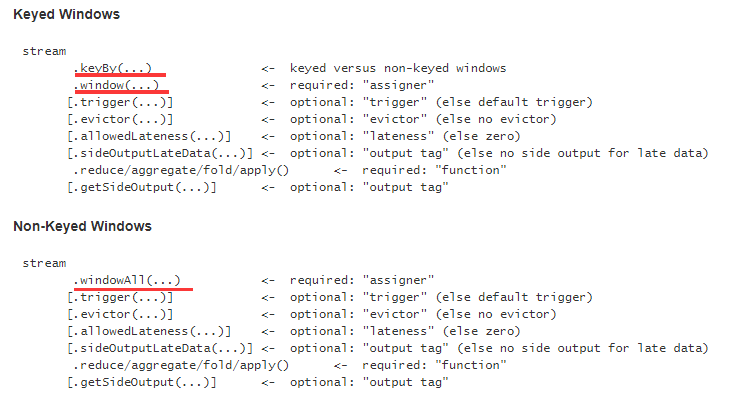 Keyed Windows
stream
.keyBy(...) <- keyed versus non-keyed windows
.window(...) <- required: "assigner"
[.trigger(...)] <- optional: "trigger" (else default trigger)
[.evictor(...)] <- optional: "evictor" (else no evictor)
[.allowedLateness(...)] <- optional: "lateness" (else zero)
[.sideOutputLateData(...)] <- optional: "output tag" (else no side output for late data)
.reduce/aggregate/fold/apply() <- required: "function"
[.getSideOutput(...)] <- optional: "output tag"
Non-Keyed Windows
stream
.windowAll(...) <- required: "assigner"
[.trigger(...)] <- optional: "trigger" (else default trigger)
[.evictor(...)] <- optional: "evictor" (else no evictor)
[.allowedLateness(...)] <- optional: "lateness" (else zero)
[.sideOutputLateData(...)] <- optional: "output tag" (else no side output for late data)
.reduce/aggregate/fold/apply() <- required: "function"
[.getSideOutput(...)] <- optional: "output tag"